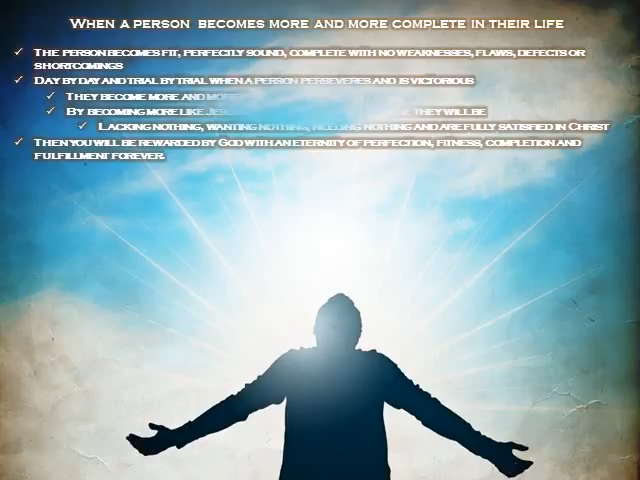 When a person becomes more and more complete in their life
✓ The person becomes fit, perfectly sound, complete with no weaknesses, flaws, defects or
shortcomings
✓ Day by day and trial by trial when a person perseveres and is victorious
✓ They become more and more
✓ By becoming more like they will be
✓ Lacking nothing, wanting nothing, needing nothing and are fully satisfied in Christ
✓ Then you will be rewarded by God with an eternity of perfection, fitness, completion and
fulfillment forever.